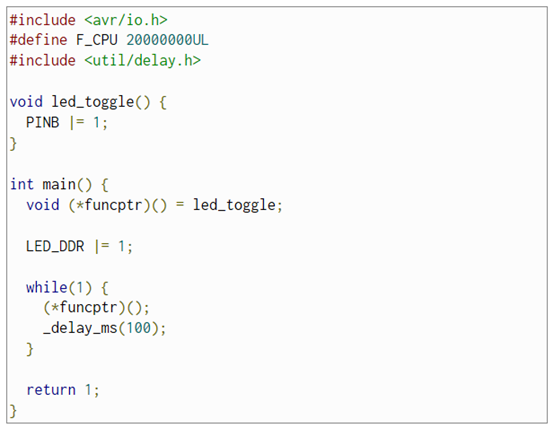 #include <avr/io.h>
#define F_CPU 20000000UL
#include <util/delay.h>

void led_toggle() {
  PINB |= 1;
}

int main() {
  void (*funcptr)() = led_toggle;

  LED_DDR |= 1;

  while(1) {
    (*funcptr)();
    _delay_ms(100);
  }

  return 1;
}